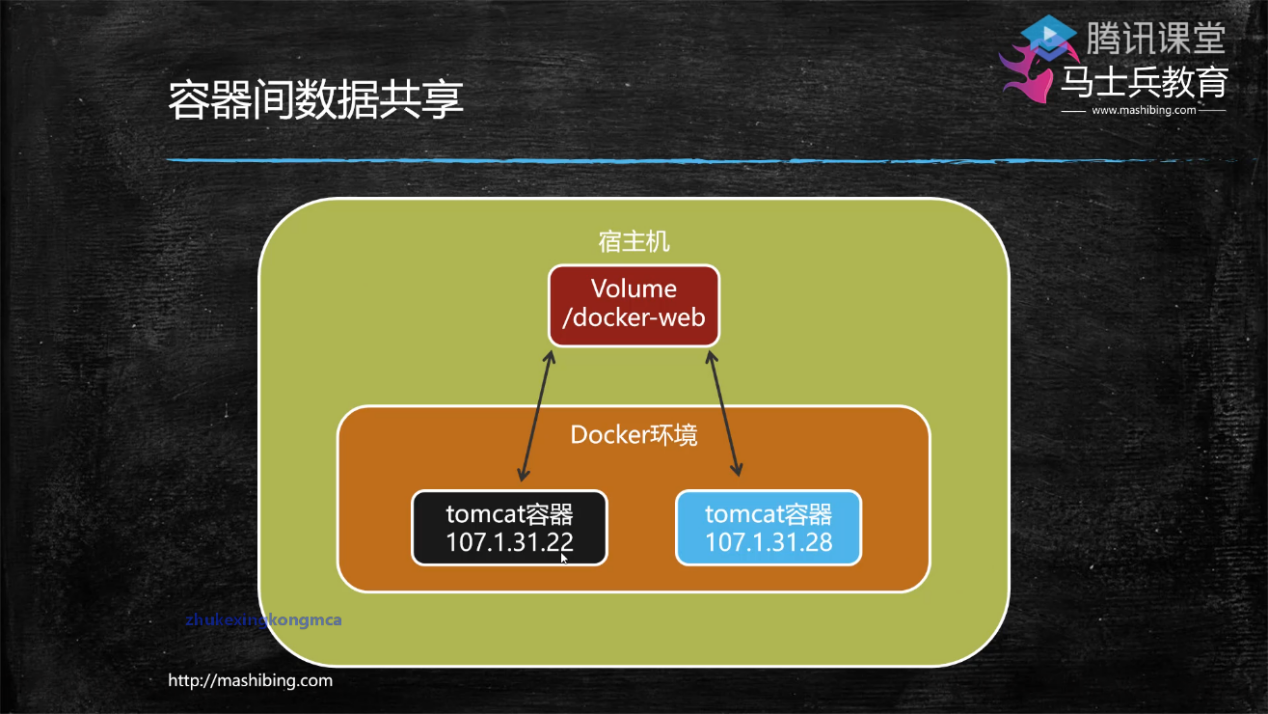 腾讯课堂
马士兵教育
www.mashibing.com
容器间数据共享
宿主机
Volume
/docker-web
Docker环境
tomcat容器
107.1.31.22
tomcat容器
107.1.31.28
zhukexingkongmca
http://mashibing.com